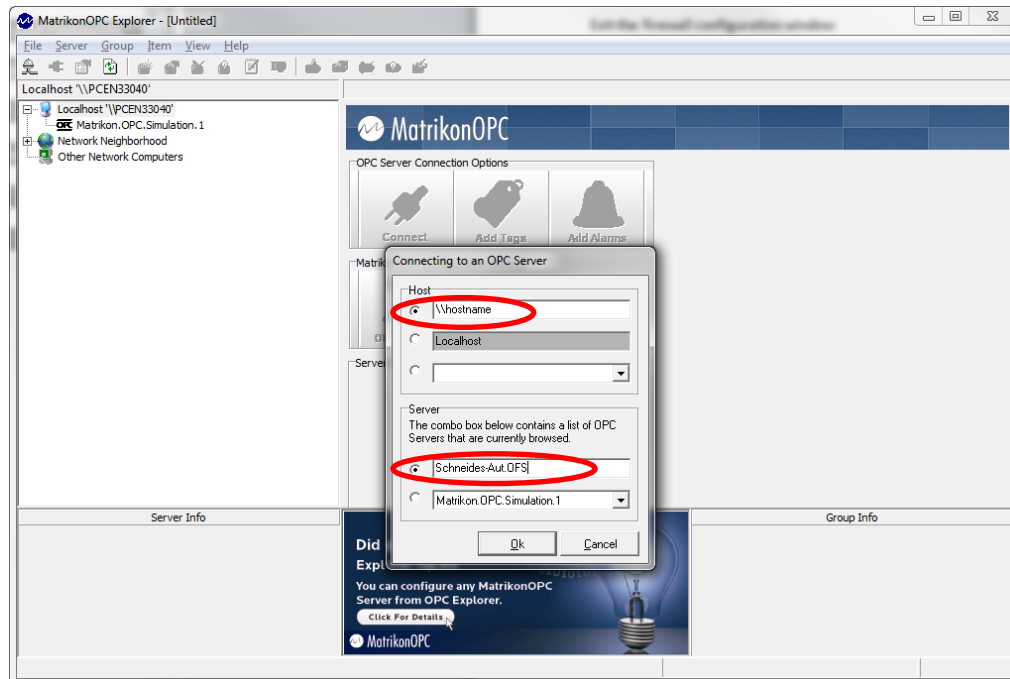 MatrikonOPC Explorer - [Untitled]
File Server Group Item View Help
Localhost '\\PCEN33040'
Localhost '\\PCEN33040'
Matrikon.OPC.Simulation.1
Network Neighborhood
Other Network Computers
MatrikonOPC
OPC Server Connection Options
Connect Add Tags Add Alarms
Matrik
Connecting to an OPC Server
Host
\\hostname
Localhost
Serve
Server
The combo box below contains a list of OPC
Servers that are currently browsed.
Schneides-Aut.OFS
Matrikon.OPC.Simulation.1
Ok Cancel
Server Info
Group Info
Did
Expl
You can configure any MatrikonOPC
Server from OPC Explorer.
Click For Details
MatrikonOPC